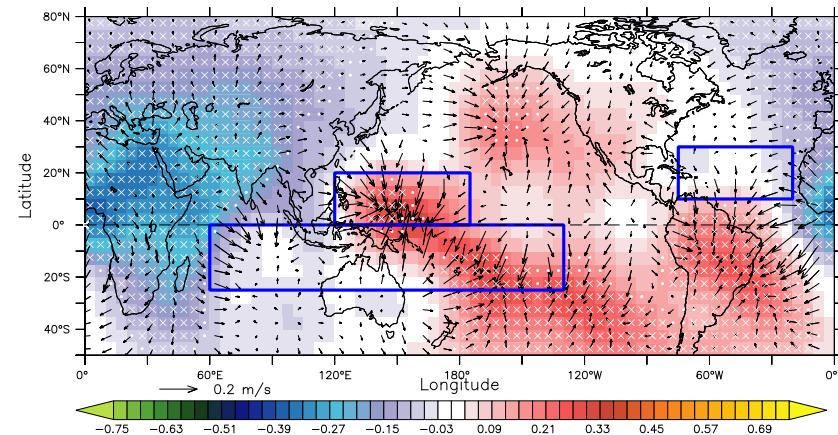 80°N
60°N
40°N
20°N
0°
20°S
40°S
Latitude
0°
60°E
120°E
180°
120°W
60°W
0°
Longitude
0.2 m/s
−0.75
−0.63
−0.51
−0.39
−0.27
−0.15
−0.03
0.09
0.21
0.33
0.45
0.57
0.69